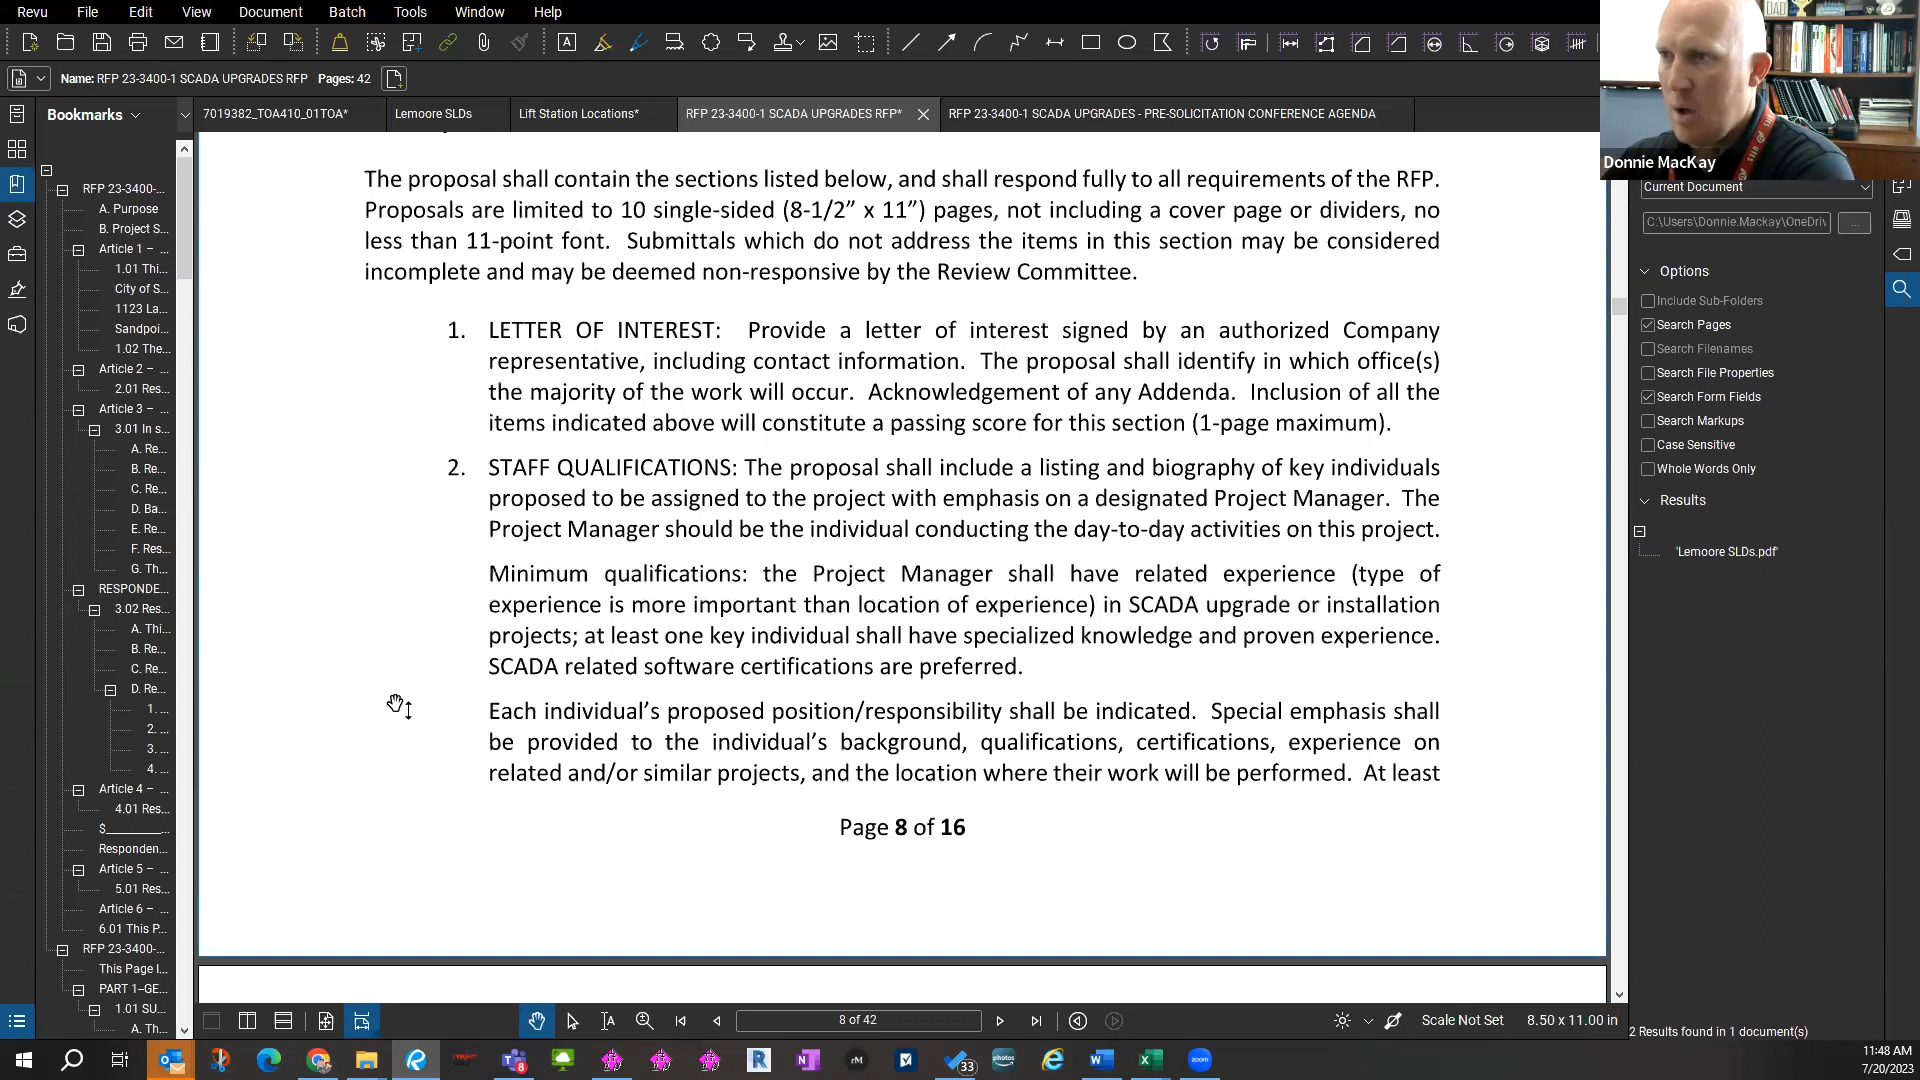 Revu File Edit View Document Batch Tools Window Help
Name: RFP 23-3400-1 SCADA UPGRADES RFP Pages: 42
Bookmarks
7019382_TOA410_01TOA*
Lemoore SLDs
Lift Station Locations*
RFP 23-3400-1 SCADA UPGRADES RFP*
RFP 23-3400-1 SCADA UPGRADES - PRE-SOLICITATION CONFERENCE AGENDA
DAD
Donnie MacKay
RFP 23-3400-...
A. Purpose
B. Project S...
Article 1 – ...
1.01 Thi...
City of S...
1123 La...
Sandpoi...
1.02 The...
Article 2 – ...
2.01 Res...
Article 3 – ...
3.01 In s...
A. Re...
B. Re...
C. Re...
D. Ba...
E. Re...
F. Res...
G. Th...
RESPONDE...
3.02 Res...
A. Thi...
B. Re...
C. Re...
D. Re...
1. ...
2. ...
3. ...
4. ...
Article 4 – ...
4.01 Res...
$_________...
Responden...
Article 5 – ...
5.01 Res...
Article 6 – ...
6.01 This P...
RFP 23-3400-...
This Page I...
PART 1–GE...
1.01 SU...
A. Th...
The proposal shall contain the sections listed below, and shall respond fully to all requirements of the RFP.
Proposals are limited to 10 single-sided (8-1/2” x 11”) pages, not including a cover page or dividers, no
less than 11-point font. Submittals which do not address the items in this section may be considered
incomplete and may be deemed non-responsive by the Review Committee.
1. LETTER OF INTEREST: Provide a letter of interest signed by an authorized Company
representative, including contact information. The proposal shall identify in which office(s)
the majority of the work will occur. Acknowledgement of any Addenda. Inclusion of all the
items indicated above will constitute a passing score for this section (1-page maximum).
2. STAFF QUALIFICATIONS: The proposal shall include a listing and biography of key individuals
proposed to be assigned to the project with emphasis on a designated Project Manager. The
Project Manager should be the individual conducting the day-to-day activities on this project.
Minimum qualifications: the Project Manager shall have related experience (type of
experience is more important than location of experience) in SCADA upgrade or installation
projects; at least one key individual shall have specialized knowledge and proven experience.
SCADA related software certifications are preferred.
Each individual’s proposed position/responsibility shall be indicated. Special emphasis shall
be provided to the individual’s background, qualifications, certifications, experience on
related and/or similar projects, and the location where their work will be performed. At least
Page 8 of 16
Current Document
C:\Users\Donnie.Mackay\OneDriv ...
Options
Include Sub-Folders
Search Pages
Search Filenames
Search File Properties
Search Form Fields
Search Markups
Case Sensitive
Whole Words Only
Results
'Lemoore SLDs.pdf'
2 Results found in 1 document(s)
8 of 42
Scale Not Set
8.50 x 11.00 in
8
rM
33
photos
zoom
11:48 AM
7/20/2023